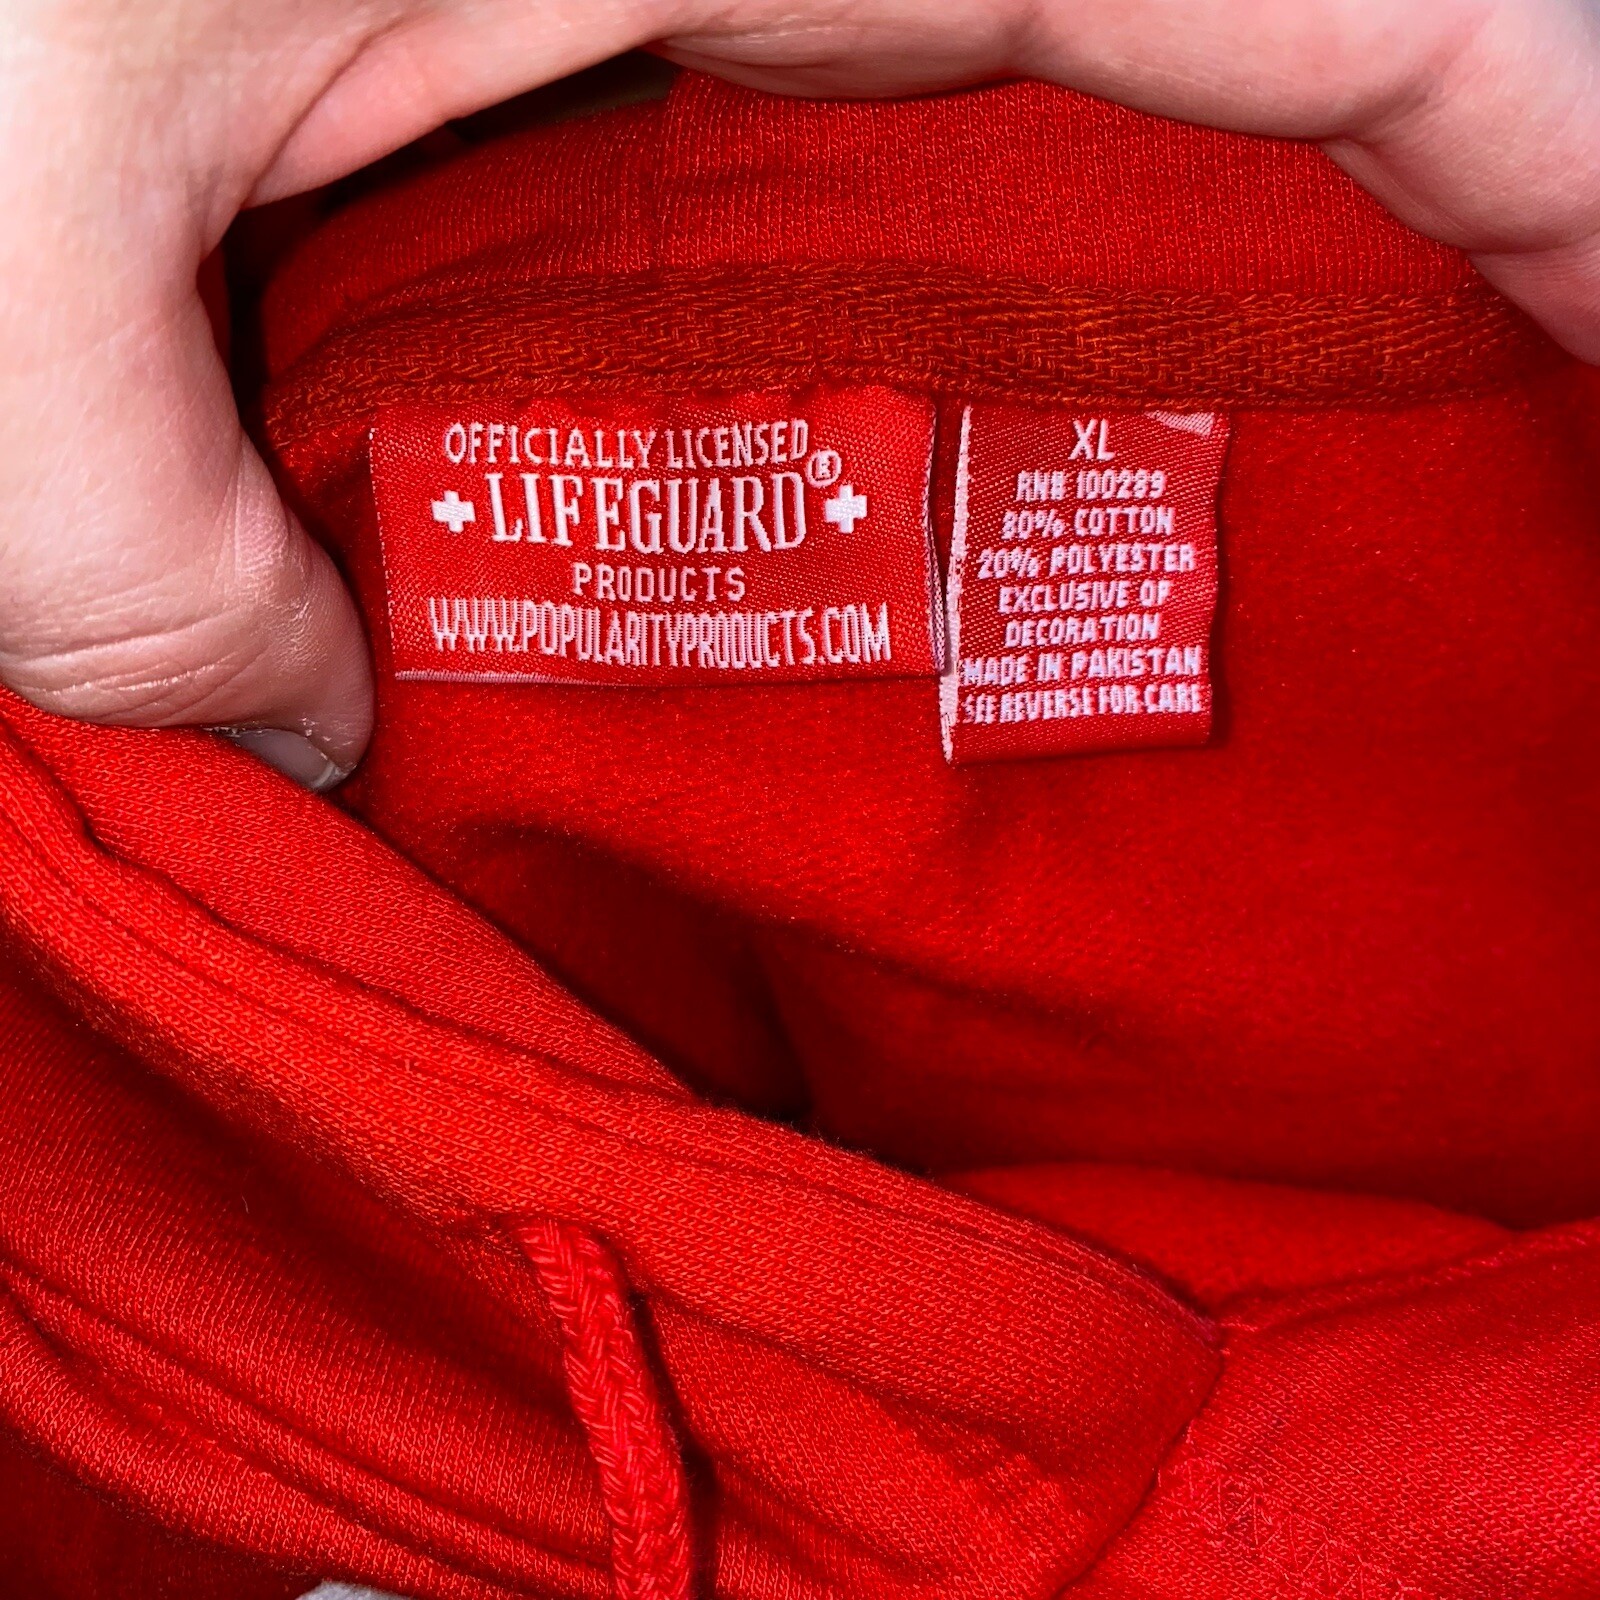 OFFICIALLY LICENSED
LIFEGUARD®
PRODUCTS
WWW.POPULARITYPRODUCTS.COM
XL
RN# 100289
80% COTTON
20% POLYESTER
EXCLUSIVE OF
DECORATION
MADE IN PAKISTAN
SEE REVERSE FOR CARE